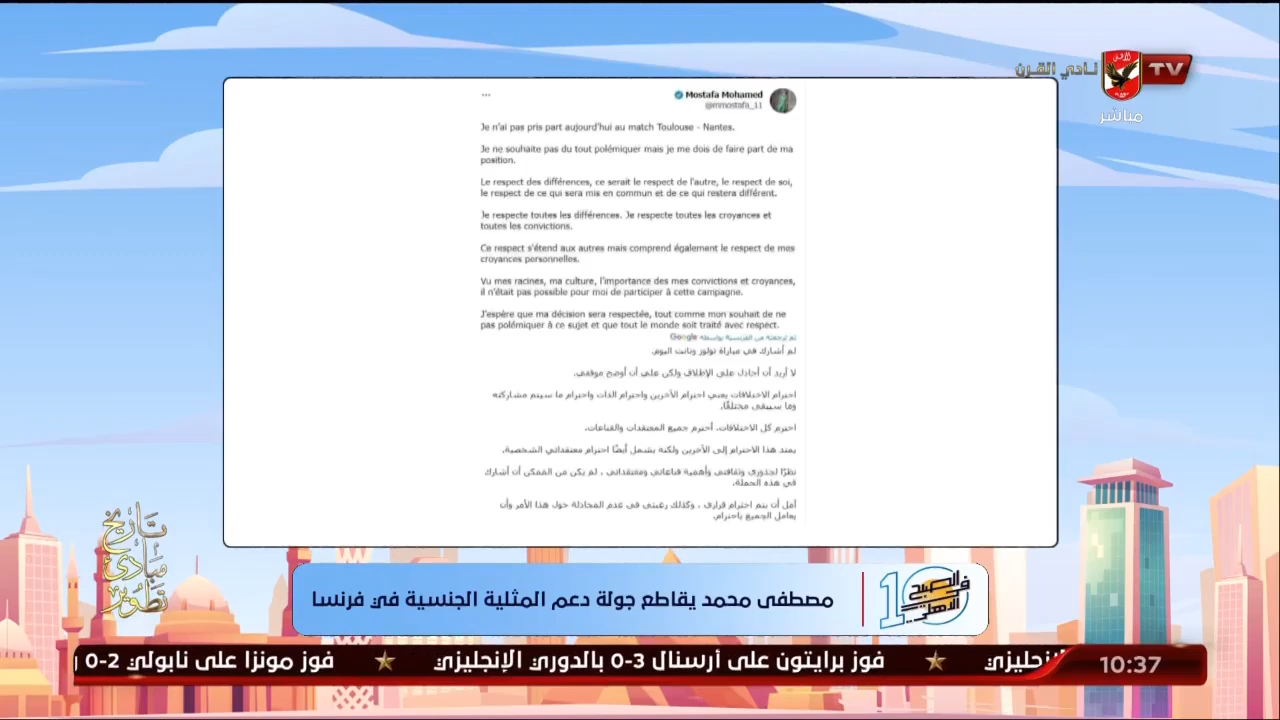 نادي القرن
TV
مباشر
Mostafa Mohamed
@mmostafa_11
Je n'ai pas pris part aujourd'hui au match Toulouse - Nantes.
Je ne souhaite pas du tout polémiquer mais je me dois de faire part de ma
position.
Le respect des différences, ce serait le respect de l'autre, le respect de soi,
le respect de ce qui sera mis en commun et de ce qui restera différent.
Je respecte toutes les différences. Je respecte toutes les croyances et
toutes les convictions.
Ce respect s'étend aux autres mais comprend également le respect de mes
croyances personnelles.
Vu mes racines, ma culture, l'importance des mes convictions et croyances,
il n'était pas possible pour moi de participer à cette campagne.
J'espère que ma décision sera respectée, tout comme mon souhait de ne
pas polémiquer à ce sujet et que tout le monde soit traité avec respect.
تم ترجمته من الفرنسية بواسطة Google
لم أشارك في مباراة تولوز ونانت اليوم.
لا أريد أن أجادل على الإطلاق ولكن علي أن أوضح موقفي.
احترام الاختلافات يعني احترام الآخرين واحترام الذات واحترام ما سيتم مشاركته
وما سيبقى مختلفًا.
احترم كل الاختلافات. أحترم جميع المعتقدات والقناعات.
يمتد هذا الاحترام إلى الآخرين ولكنه يشمل أيضًا احترام معتقداتي الشخصية.
نظرًا لجذوري وثقافتي وأهمية قناعاتي ومعتقداتي ، لم يكن من الممكن أن أشارك
في هذه الحملة.
آمل أن يتم احترام قراري ، وكذلك رغبتي في عدم المجادلة حول هذا الأمر وأن
يعامل الجميع باحترام.
تاريخ
مبادئ
تطوير
10 الصبح
في الاهلي
مصطفى محمد يقاطع جولة دعم المثلية الجنسية في فرنسا
الإنجليزي ★ فوز برايتون على أرسنال 3-0 بالدوري الإنجليزي ★ فوز مونزا على نابولي 2-0
10:37